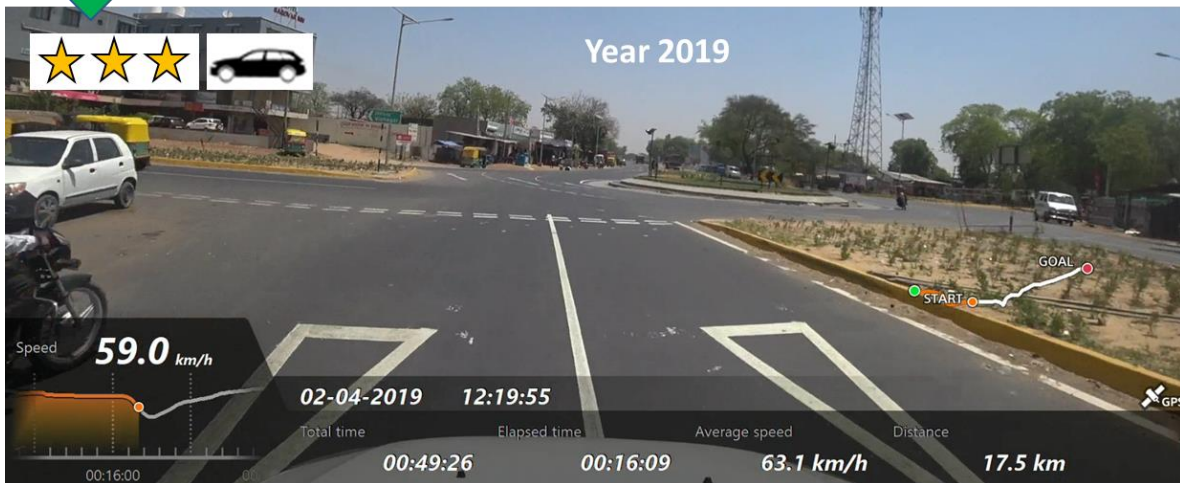 Year 2019
GOAL
START
Speed
59.0 km/h
02-04-2019 12:19:55
GPS
Total time Elapsed time Average speed Distance
00:49:26 00:16:09 63.1 km/h 17.5 km
00:16:00